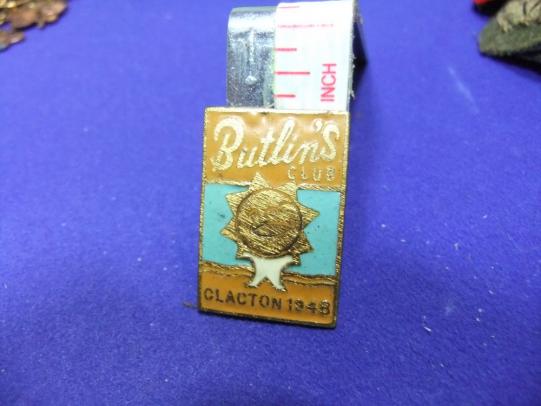 INCH
Butlin's
CLUB
CLACTON 1948